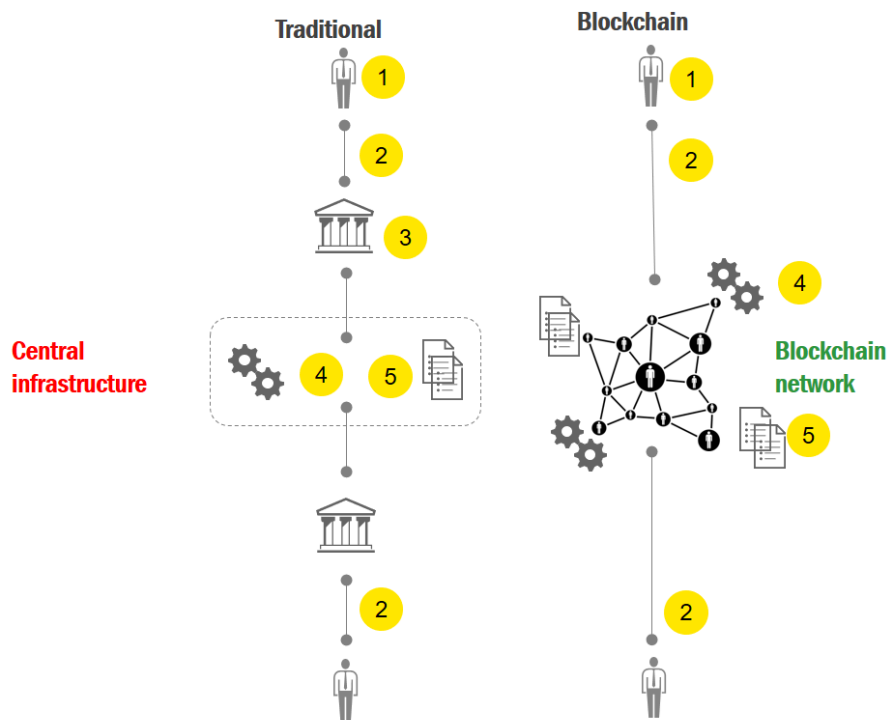 Traditional
Blockchain
1
1
2
2
3
4
Central
infrastructure
4
5
Blockchain
network
5
2
2